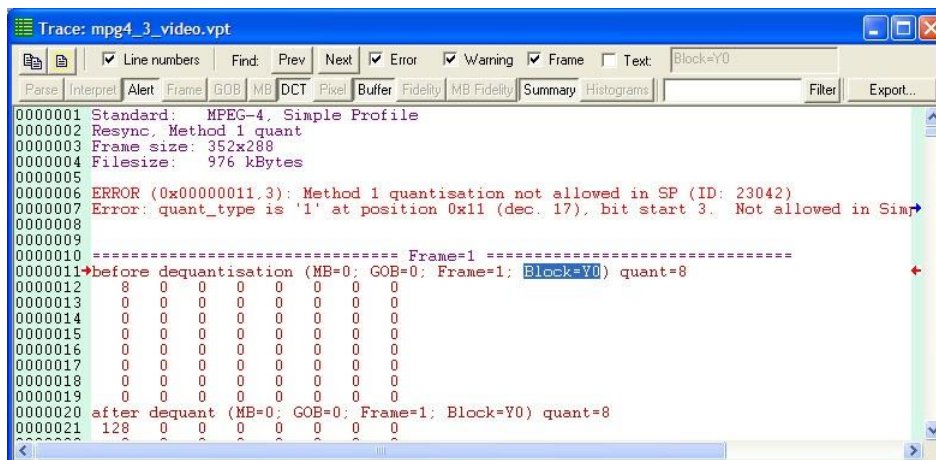 Trace: mpg4_3_video.vpt
Line numbers Find: Prev Next Error Warning Frame Text: Block=Y0
Parse Interpret Alert Frame GOB MB DCT Pixel Buffer Fidelity MB Fidelity Summary Histograms Filter Export...
0000001 Standard: MPEG-4, Simple Profile
0000002 Resync, Method 1 quant
0000003 Frame size: 352x288
0000004 Filesize: 976 kBytes
0000005
0000006 ERROR (0x00000011,3): Method 1 quantisation not allowed in SP (ID: 23042)
0000007 Error: quant_type is '1' at position 0x11 (dec. 17), bit start 3. Not allowed in Simp
0000008
0000009
0000010 ================================ Frame=1 =================================
0000011 before dequantisation (MB=0; GOB=0; Frame=1; Block=Y0) quant=8
0000012 8 0 0 0 0 0 0 0
0000013 0 0 0 0 0 0 0 0
0000014 0 0 0 0 0 0 0 0
0000015 0 0 0 0 0 0 0 0
0000016 0 0 0 0 0 0 0 0
0000017 0 0 0 0 0 0 0 0
0000018 0 0 0 0 0 0 0 0
0000019 0 0 0 0 0 0 0 0
0000020 after dequant (MB=0; GOB=0; Frame=1; Block=Y0) quant=8
0000021 128 0 0 0 0 0 0 0